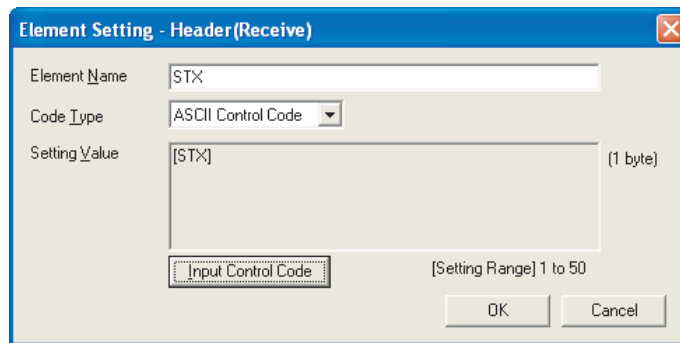 Element Setting - Header(Receive)
Element Name STX
Code Type ASCII Control Code
Setting Value [STX] (1 byte)
Input Control Code [Setting Range] 1 to 50
OK Cancel